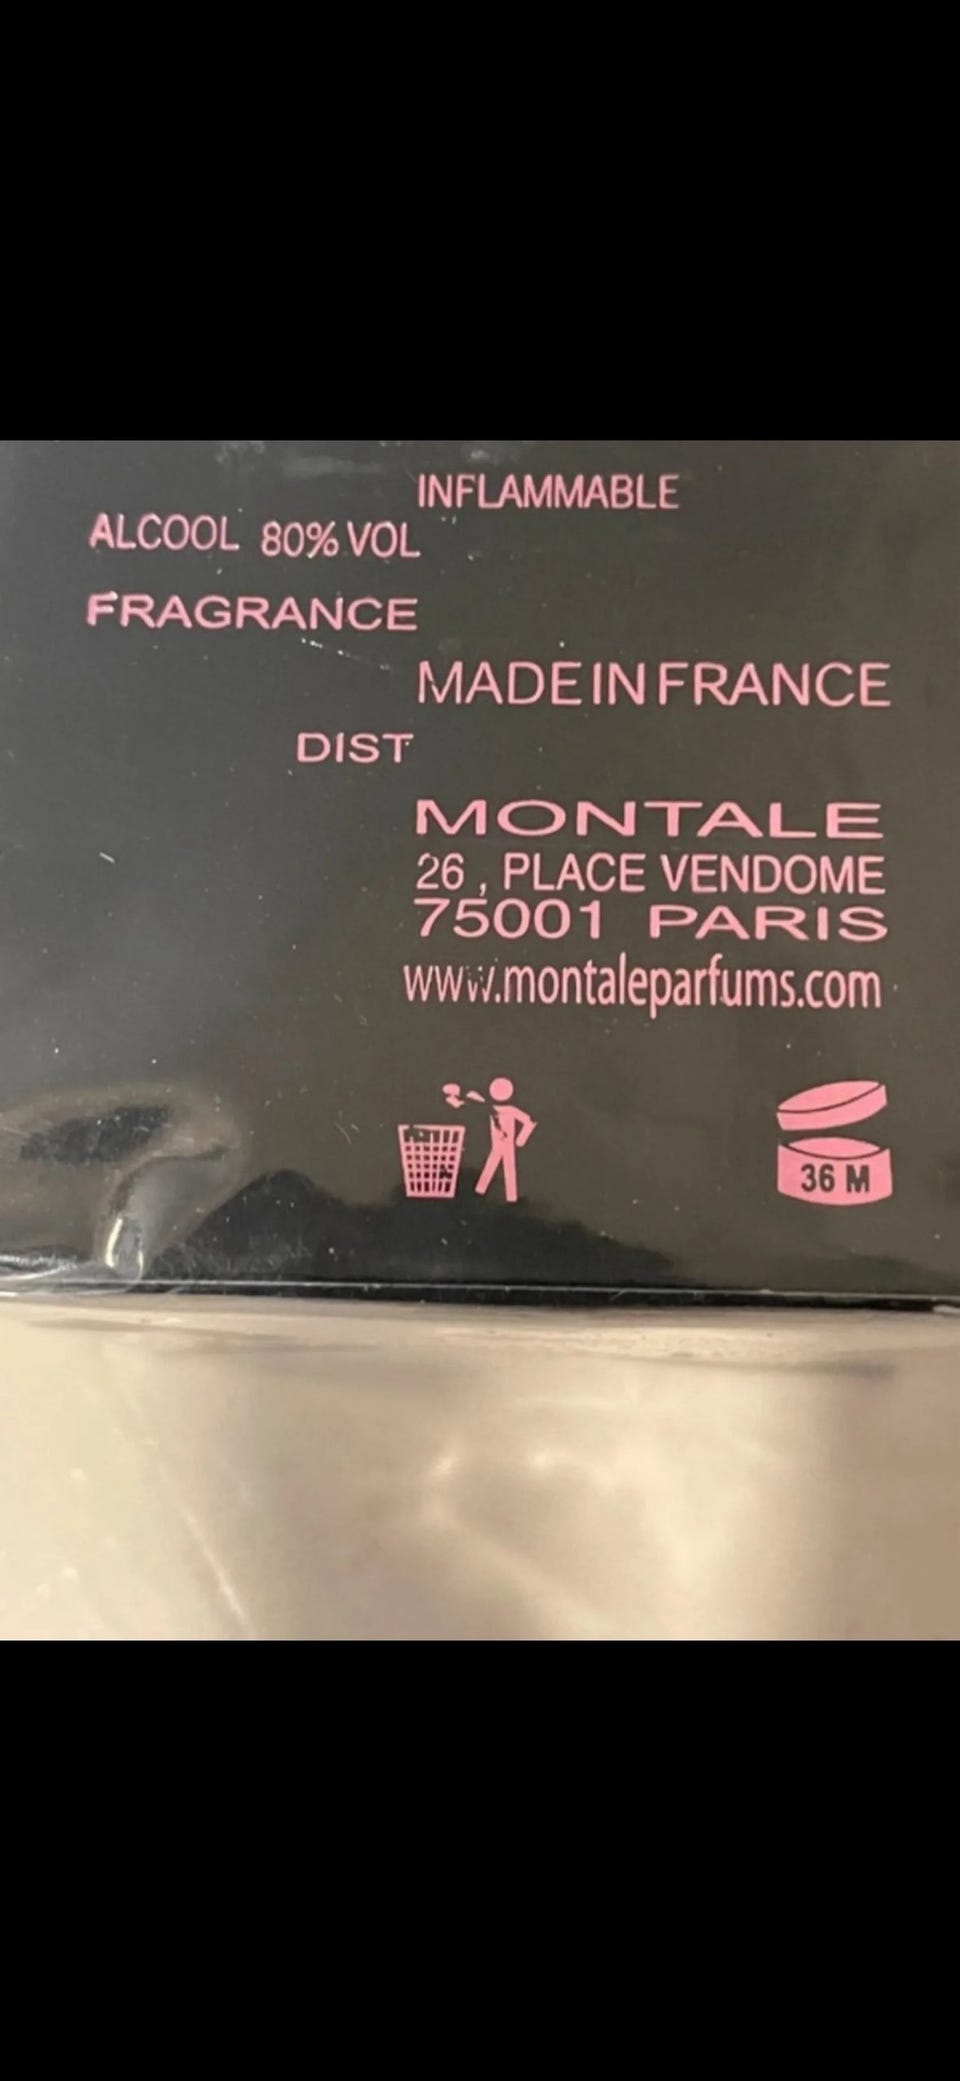 INFLAMMABLE
ALCOOL 80% VOL
FRAGRANCE
MADE IN FRANCE
DIST
MONTALE
26 , PLACE VENDOME
75001 PARIS
www.montaleparfums.com
36 M